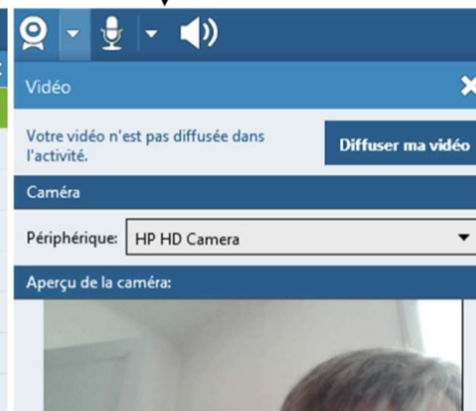 Vidéo
Votre vidéo n'est pas diffusée dans
l'activité.
Diffuser ma vidéo
Caméra
Périphérique: HP HD Camera
Aperçu de la caméra: